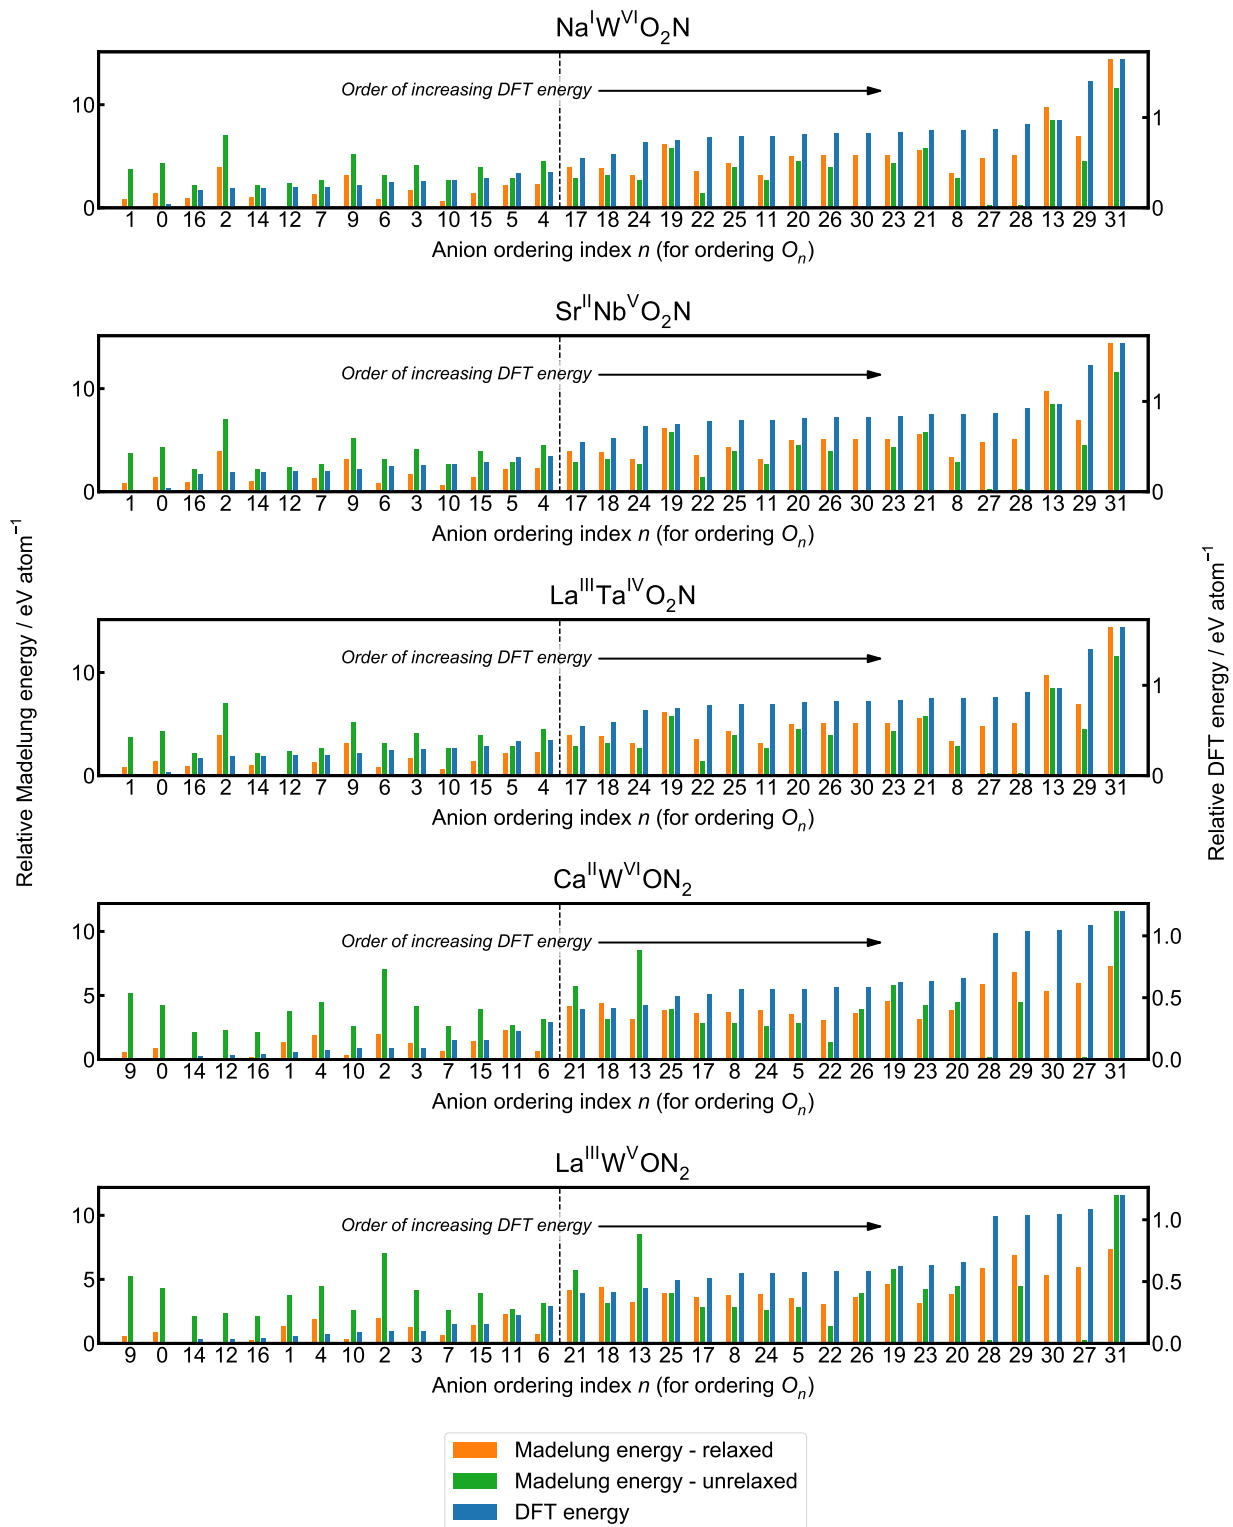 Na^I W^VI O_2 N
10
0
1
0
Order of increasing DFT energy
1 0 16 2 14 12 7 9 6 3 10 15 5 4 17 18 24 19 22 25 11 20 26 30 23 21 8 27 28 13 29 31
Anion ordering index n (for ordering O_n)
Sr^II Nb^V O_2 N
10
0
1
0
Order of increasing DFT energy
1 0 16 2 14 12 7 9 6 3 10 15 5 4 17 18 24 19 22 25 11 20 26 30 23 21 8 27 28 13 29 31
Anion ordering index n (for ordering O_n)
Relative Madelung energy / eV atom^−1
Relative DFT energy / eV atom^−1
La^III Ta^IV O_2 N
10
0
1
0
Order of increasing DFT energy
1 0 16 2 14 12 7 9 6 3 10 15 5 4 17 18 24 19 22 25 11 20 26 30 23 21 8 27 28 13 29 31
Anion ordering index n (for ordering O_n)
Ca^II W^VI ON_2
10
5
0
1.0
0.5
0.0
Order of increasing DFT energy
9 0 14 12 16 1 4 10 2 3 7 15 11 6 21 18 13 25 17 8 24 5 22 26 19 23 20 28 29 30 27 31
Anion ordering index n (for ordering O_n)
La^III W^V ON_2
10
5
0
1.0
0.5
0.0
Order of increasing DFT energy
9 0 14 12 16 1 4 10 2 3 7 15 11 6 21 18 13 25 17 8 24 5 22 26 19 23 20 28 29 30 27 31
Anion ordering index n (for ordering O_n)
Madelung energy - relaxed
Madelung energy - unrelaxed
DFT energy